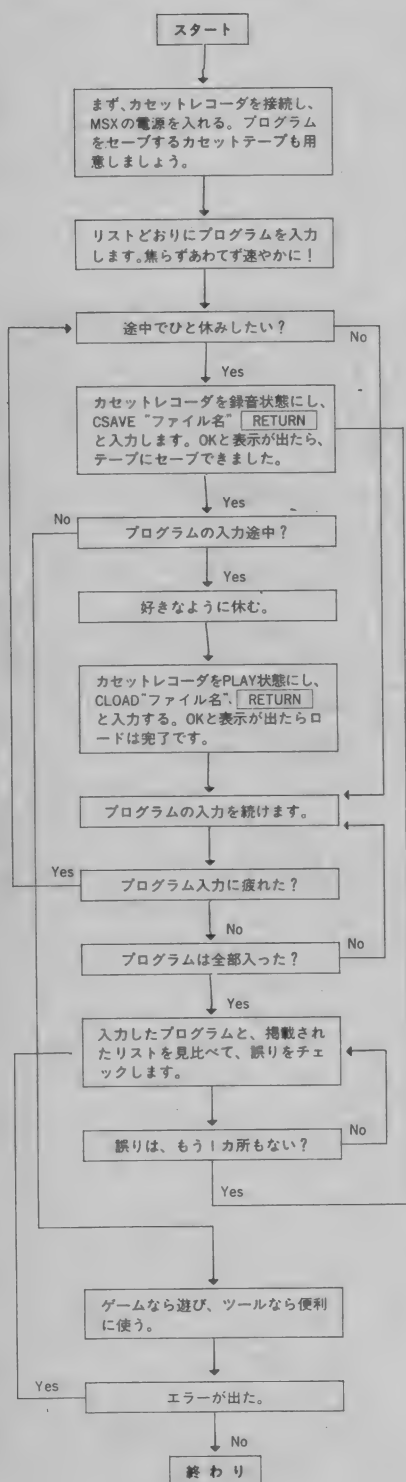 スタート
まず、カセットレコーダを接続し、
MSXの電源を入れる。プログラム
をセーブするカセットテープも用
意しましょう。
リストどおりにプログラムを入力
します。焦らずあわてず速やかに！
途中でひと休みしたい？
No
Yes
カセットレコーダを録音状態にし、
CSAVE "ファイル名" RETURN
と入力します。OKと表示が出たら、
テープにセーブできました。
No
Yes
プログラムの入力途中？
Yes
好きなように休む。
カセットレコーダをPLAY状態にし、
CLOAD"ファイル名"、RETURN
と入力する。OKと表示が出たらロ
ードは完了です。
プログラムの入力を続けます。
Yes
プログラム入力に疲れた？
No
プログラムは全部入った？
No
Yes
入力したプログラムと、掲載され
たリストを見比べて、誤りをチェ
ックします。
誤りは、もう1カ所もない？
No
Yes
ゲームなら遊び、ツールなら便利
に使う。
Yes
エラーが出た。
No
終わり